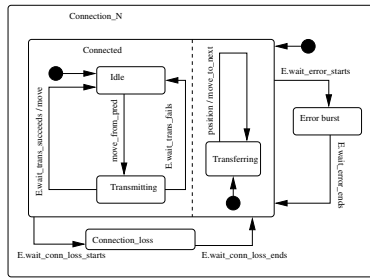 Connection_N
Connected
Idle
E.wait_trans_succeeds / move
move_from_pred
E.wait_trans_fails
Transmitting
position / move_to_next
Transferring
E.wait_error_starts
Error burst
E.wait_error_ends
Connection_loss
E.wait_conn_loss_starts
E.wait_conn_loss_ends